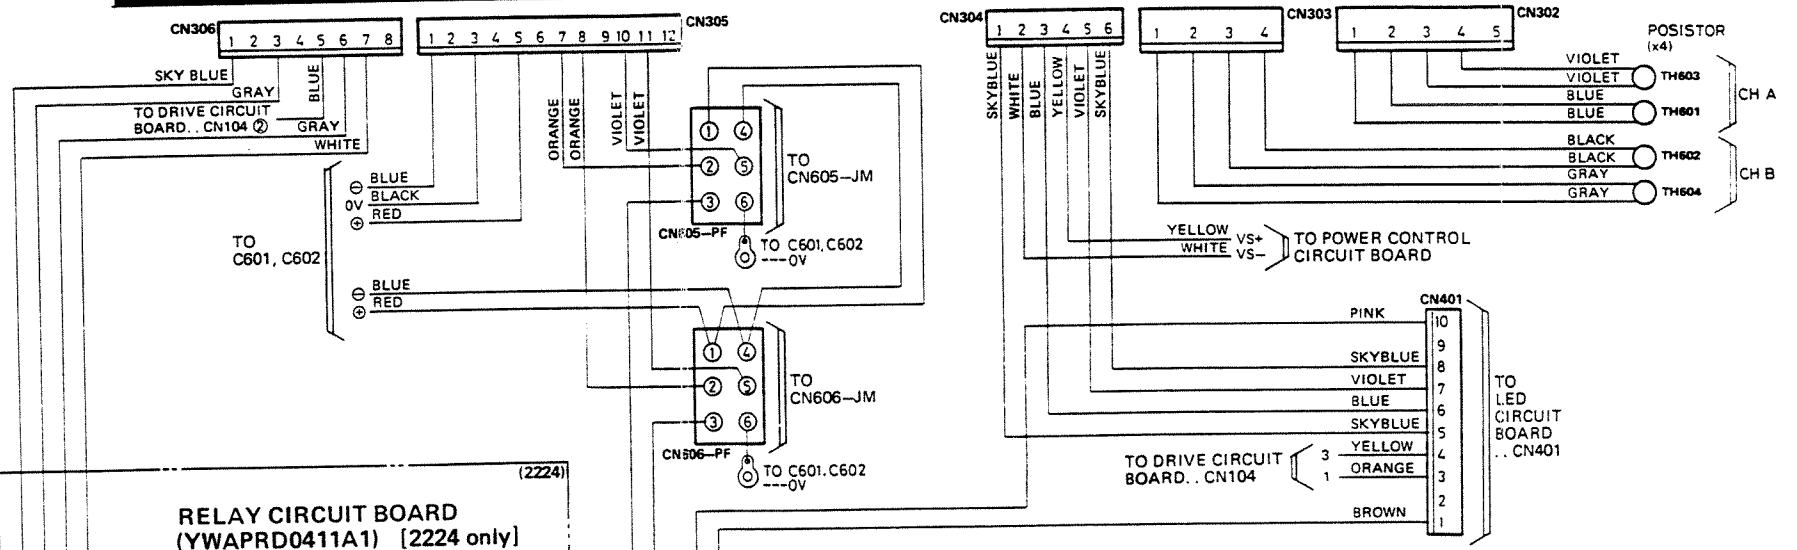 CN306
1 2 3 4 5 6 7 8
CN305
1 2 3 4 5 6 7 8 9 10 11 12
CN304
1 2 3 4 5 6
CN303
1 2 3 4
CN302
1 2 3 4 5
POSISTOR
(x4)
SKY BLUE
GRAY
BLUE
TO DRIVE CIRCUIT
BOARD. . CN104 ②
GRAY
WHITE
ORANGE
ORANGE
VIOLET
VIOLET
SKYBLUE
WHITE
BLUE
YELLOW
VIOLET
SKYBLUE
VIOLET
VIOLET
TH603
BLUE
BLUE
TH601
CH A
BLACK
BLACK
TH602
GRAY
GRAY
TH604
CH B
① ④
② ⑤
③ ⑥
TO
CN605-JM
CN605-PF
TO C601, C602
---0V
⊖ BLUE
0V BLACK
⊕ RED
TO
C601, C602
⊖ BLUE
⊕ RED
YELLOW VS+
WHITE VS-
TO POWER CONTROL
CIRCUIT BOARD
① ④
② ⑤
③ ⑥
TO
CN606-JM
CN606-PF
TO C601. C602
---0V
CN401
PINK 10
9
SKYBLUE 8
VIOLET 7
BLUE 6
SKYBLUE 5
3 YELLOW 4
1 ORANGE 3
2
BROWN 1
TO DRIVE CIRCUIT
BOARD. . CN104
TO
LED
CIRCUIT
BOARD
. . CN401
(2224)
RELAY CIRCUIT BOARD
(YWAPRD0411A1) [2224 only]